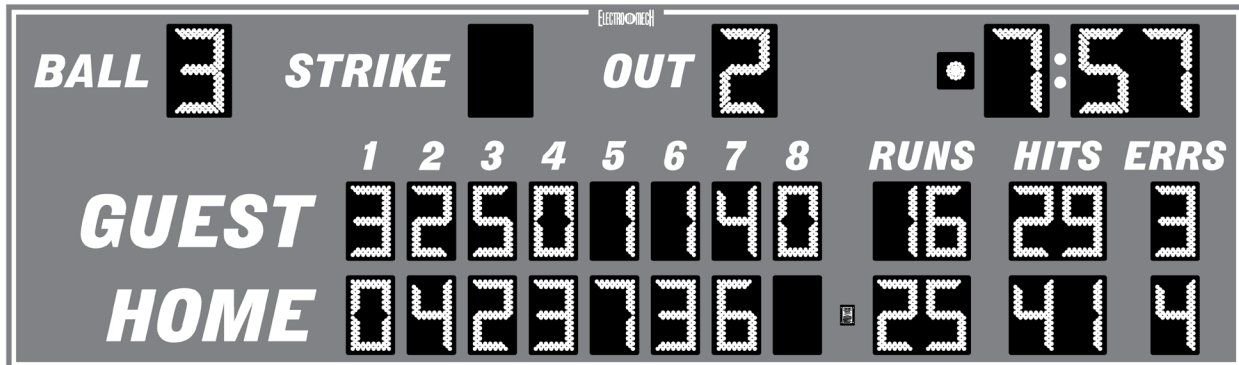 ELECTRO-MECH
BALL 3 STRIKE OUT 2 7:57
1 2 3 4 5 6 7 8 RUNS HITS ERRS
GUEST 3 2 5 0 1 1 4 0 16 29 3
HOME 0 4 2 3 7 3 6 25 41 4